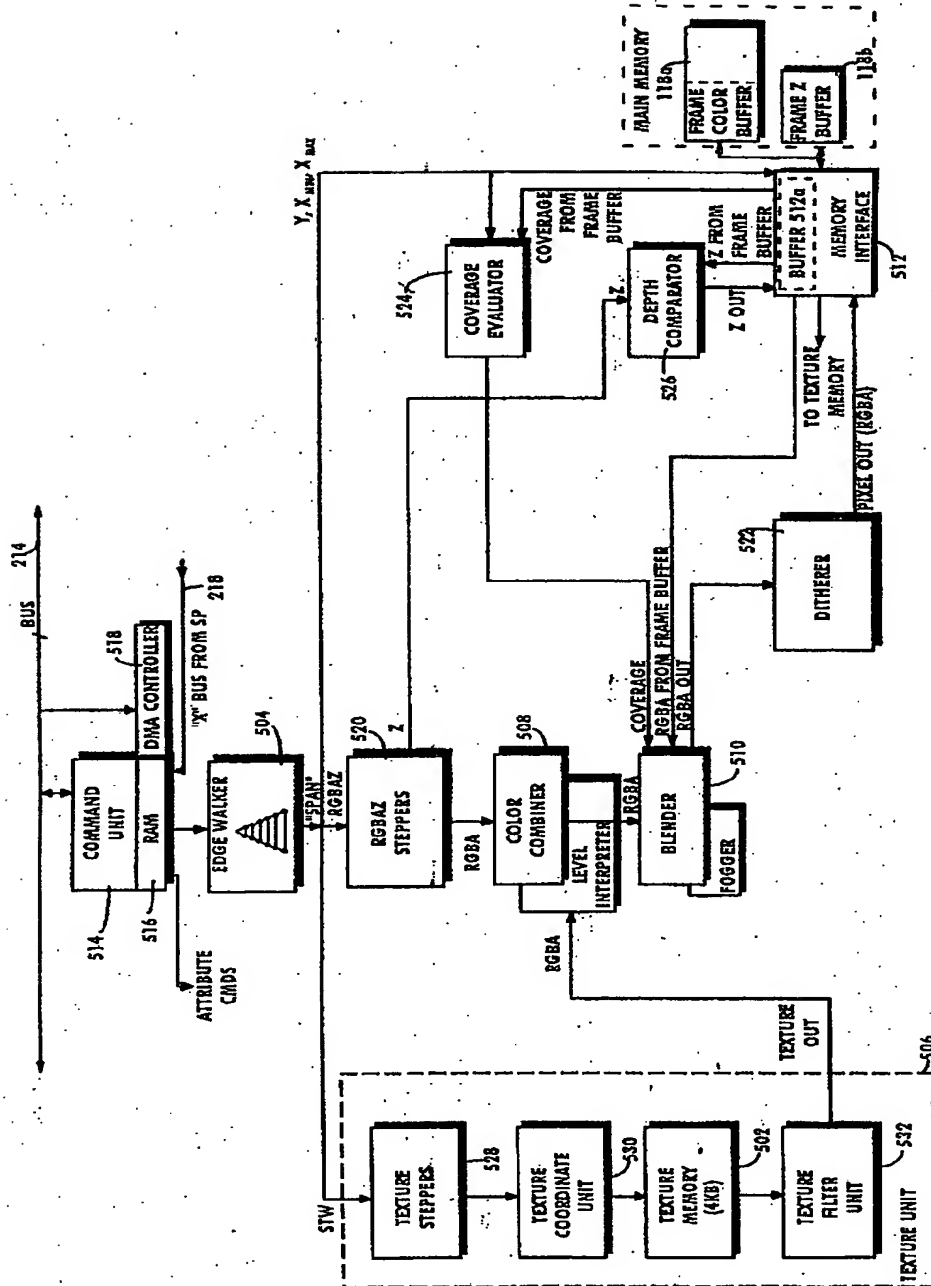 BUS
214
COMMAND
UNIT
RAM
DMA CONTROLLER
518
514
516
218
"X" BUS FROM SP
ATTRIBUTE
CMDS
EDGE WALKER
504
"SPAN"
RGBAZ
Y, X MIN, X MAX
STW
RGBAZ
STEPPERS
520
Z
RGBA
COLOR
COMBINER
508
LEVEL
INTERPRETER
RGBA
RGBA
BLENDER
510
FOGGER
COVERAGE
RGBA FROM FRAME BUFFER
RGBA OUT
DITHERER
522
PIXEL OUT (RGBA)
COVERAGE
EVALUATOR
524
COVERAGE
FROM
FRAME
BUFFER
Z
DEPTH
COMPARATOR
526
Z FROM
FRAME
BUFFER
Z OUT
TO TEXTURE
MEMORY
BUFFER 512a
MEMORY
INTERFACE
512
MAIN MEMORY
118a
FRAME
COLOR
BUFFER
118b
FRAME Z
BUFFER
TEXTURE
STEPPERS
528
TEXTURE
COORDINATE
UNIT
530
TEXTURE
MEMORY
(4KB)
502
TEXTURE
FILTER
UNIT
532
TEXTURE
OUT
TEXTURE UNIT
506